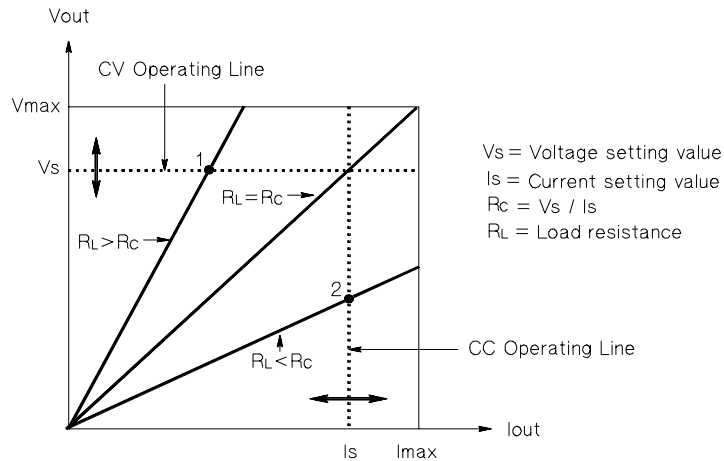 Vout
CV Operating Line
Vmax
Vs
1
RL=RC
RL>RC
2
RL<RC
Vs = Voltage setting value
Is = Current setting value
RC = Vs / Is
RL = Load resistance
CC Operating Line
Iout
Is
Imax